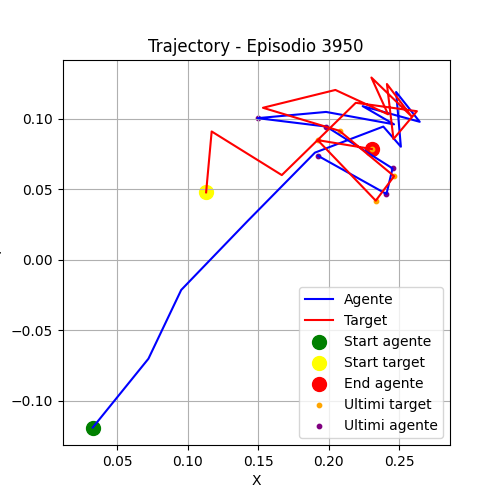 Trajectory - Episodio 3950
0.10
0.05
0.00
−0.05
−0.10
0.05
0.10
0.15
0.20
0.25
X
Agente
Target
Start agente
Start target
End agente
Ultimi target
Ultimi agente